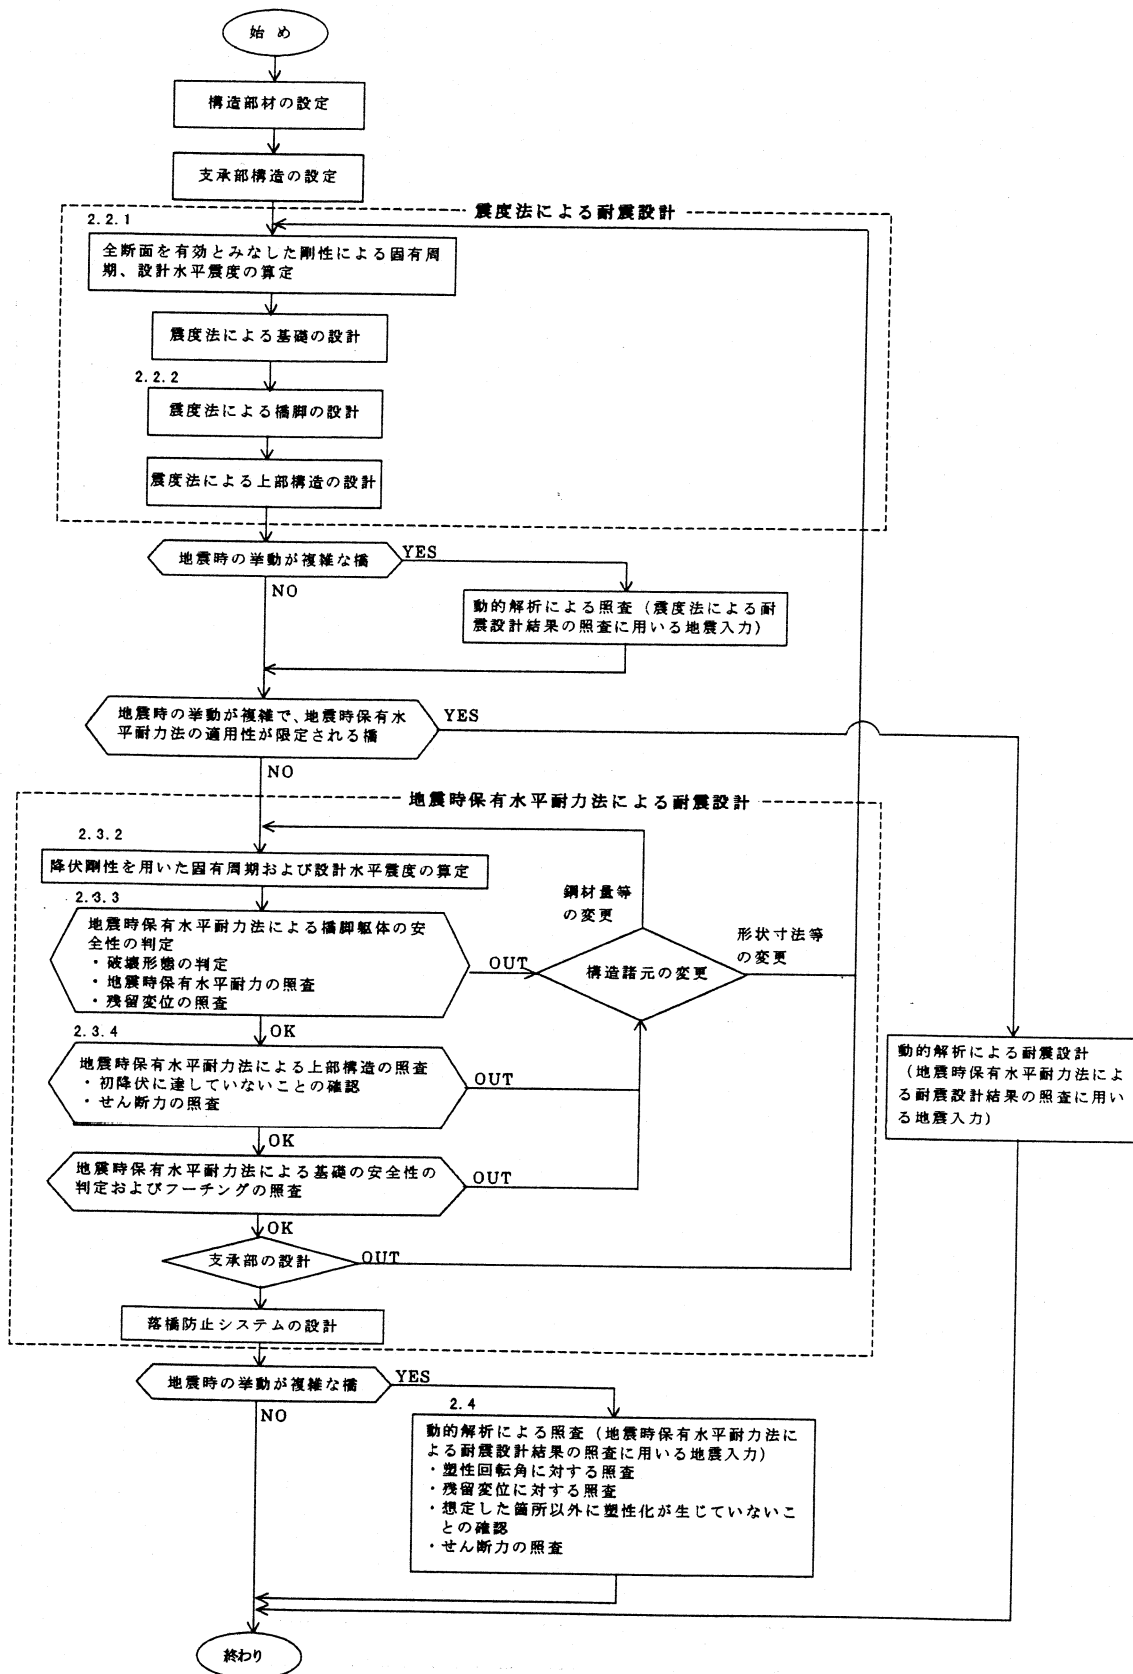 始め
構造部材の設定
支承部構造の設定
震度法による耐震設計
2.2.1
全断面を有効とみなした剛性による固有周
期、設計水平震度の算定
震度法による基礎の設計
2.2.2
震度法による橋脚の設計
震度法による上部構造の設計
地震時の挙動が複雑な橋
YES
NO
動的解析による照査（震度法による耐
震設計結果の照査に用いる地震入力）
地震時の挙動が複雑で、地震時保有水
平耐力法の適用性が限定される橋
YES
NO
地震時保有水平耐力法による耐震設計
2.3.2
降伏剛性を用いた固有周期および設計水平震度の算定
2.3.3
地震時保有水平耐力法による橋脚躯体の安
全性の判定
・破壊形態の判定
・地震時保有水平耐力の照査
・残留変位の照査
OUT
鋼材量等
の変更
構造諸元の変更
形状寸法等
の変更
OK
2.3.4
地震時保有水平耐力法による上部構造の照査
・初降伏に達していないことの確認
・せん断力の照査
OUT
動的解析による耐震設計
（地震時保有水平耐力法によ
る耐震設計結果の照査に用い
る地震入力）
OK
地震時保有水平耐力法による基礎の安全性の
判定およびフーチングの照査
OUT
OK
支承部の設計
OUT
落橋防止システムの設計
地震時の挙動が複雑な橋
YES
NO
2.4
動的解析による照査（地震時保有水平耐力法に
よる耐震設計結果の照査に用いる地震入力）
・塑性回転角に対する照査
・残留変位に対する照査
・想定した箇所以外に塑性化が生じていないこ
との確認
・せん断力の照査
終わり